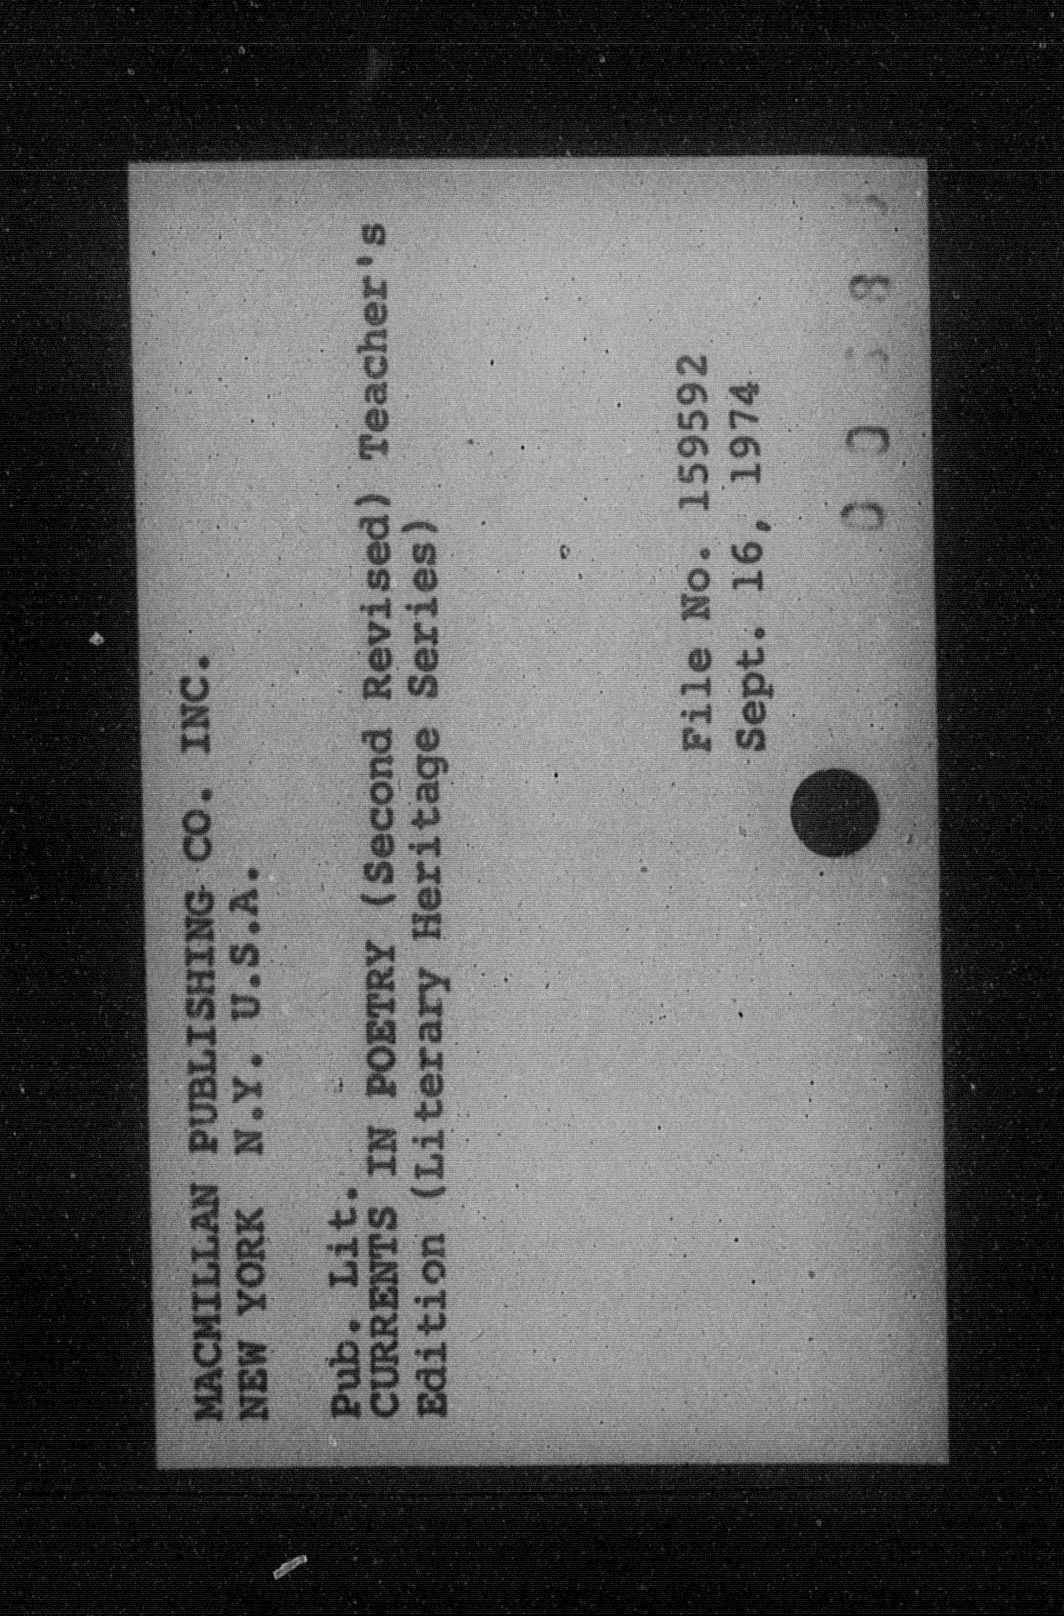 MACMILLAN PUBLISHING CO. INC.
NEW YORK N.Y. U.S.A.
Pub. Lit.
CURRENTS IN POETRY (Second Revised) Teacher's
Edition (Literary Heritage Series)
File No. 159592
Sept. 16, 1974